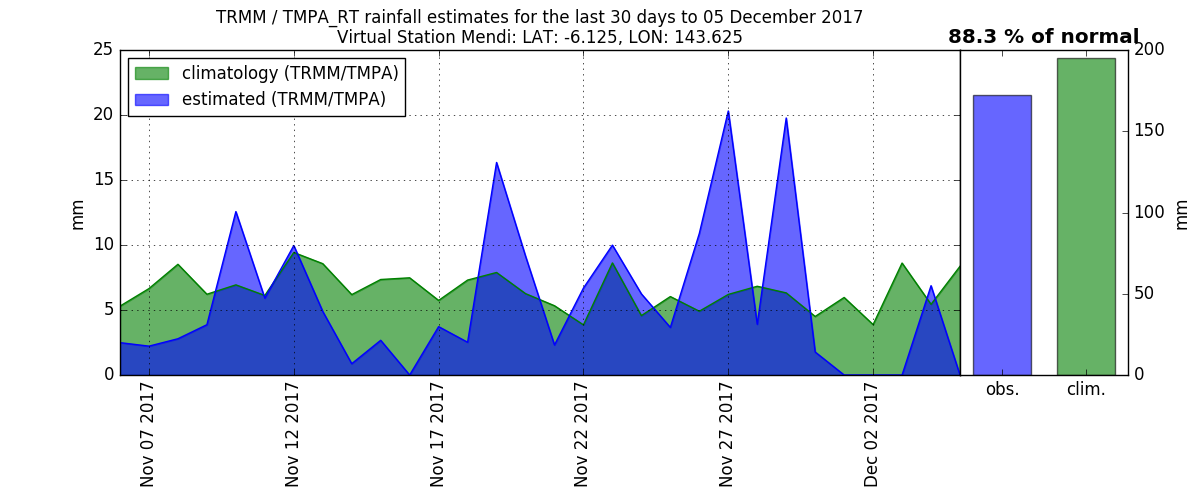 TRMM / TMPA_RT rainfall estimates for the last 30 days to 05 December 2017
Virtual Station Mendi: LAT: -6.125, LON: 143.625
88.3 % of normal
climatology (TRMM/TMPA)
estimated (TRMM/TMPA)
25
20
15
10
5
0
mm
200
150
100
50
0
mm
obs.
clim.
Nov 07 2017
Nov 12 2017
Nov 17 2017
Nov 22 2017
Nov 27 2017
Dec 02 2017